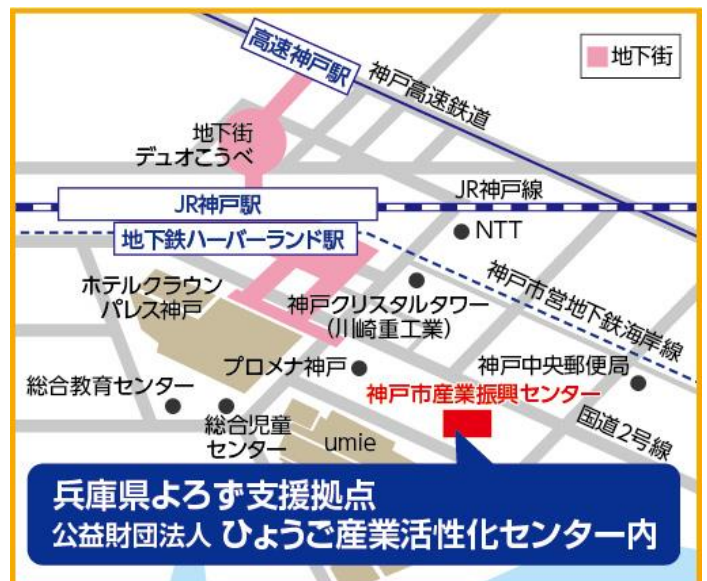 高速神戸駅
地下街
神戸高速鉄道
地下街
デュオこうべ
JR神戸線
JR神戸駅
NTT
地下鉄ハーバーランド駅
神戸市営地下鉄海岸線
ホテルクラウン
パレス神戸
神戸クリスタルタワー
(川崎重工業)
プロメナ神戸
神戸中央郵便局
総合教育センター
神戸市産業振興センター
総合児童
センター
umie
国道2号線
兵庫県よろず支援拠点
公益財団法人 ひょうご産業活性化センター内